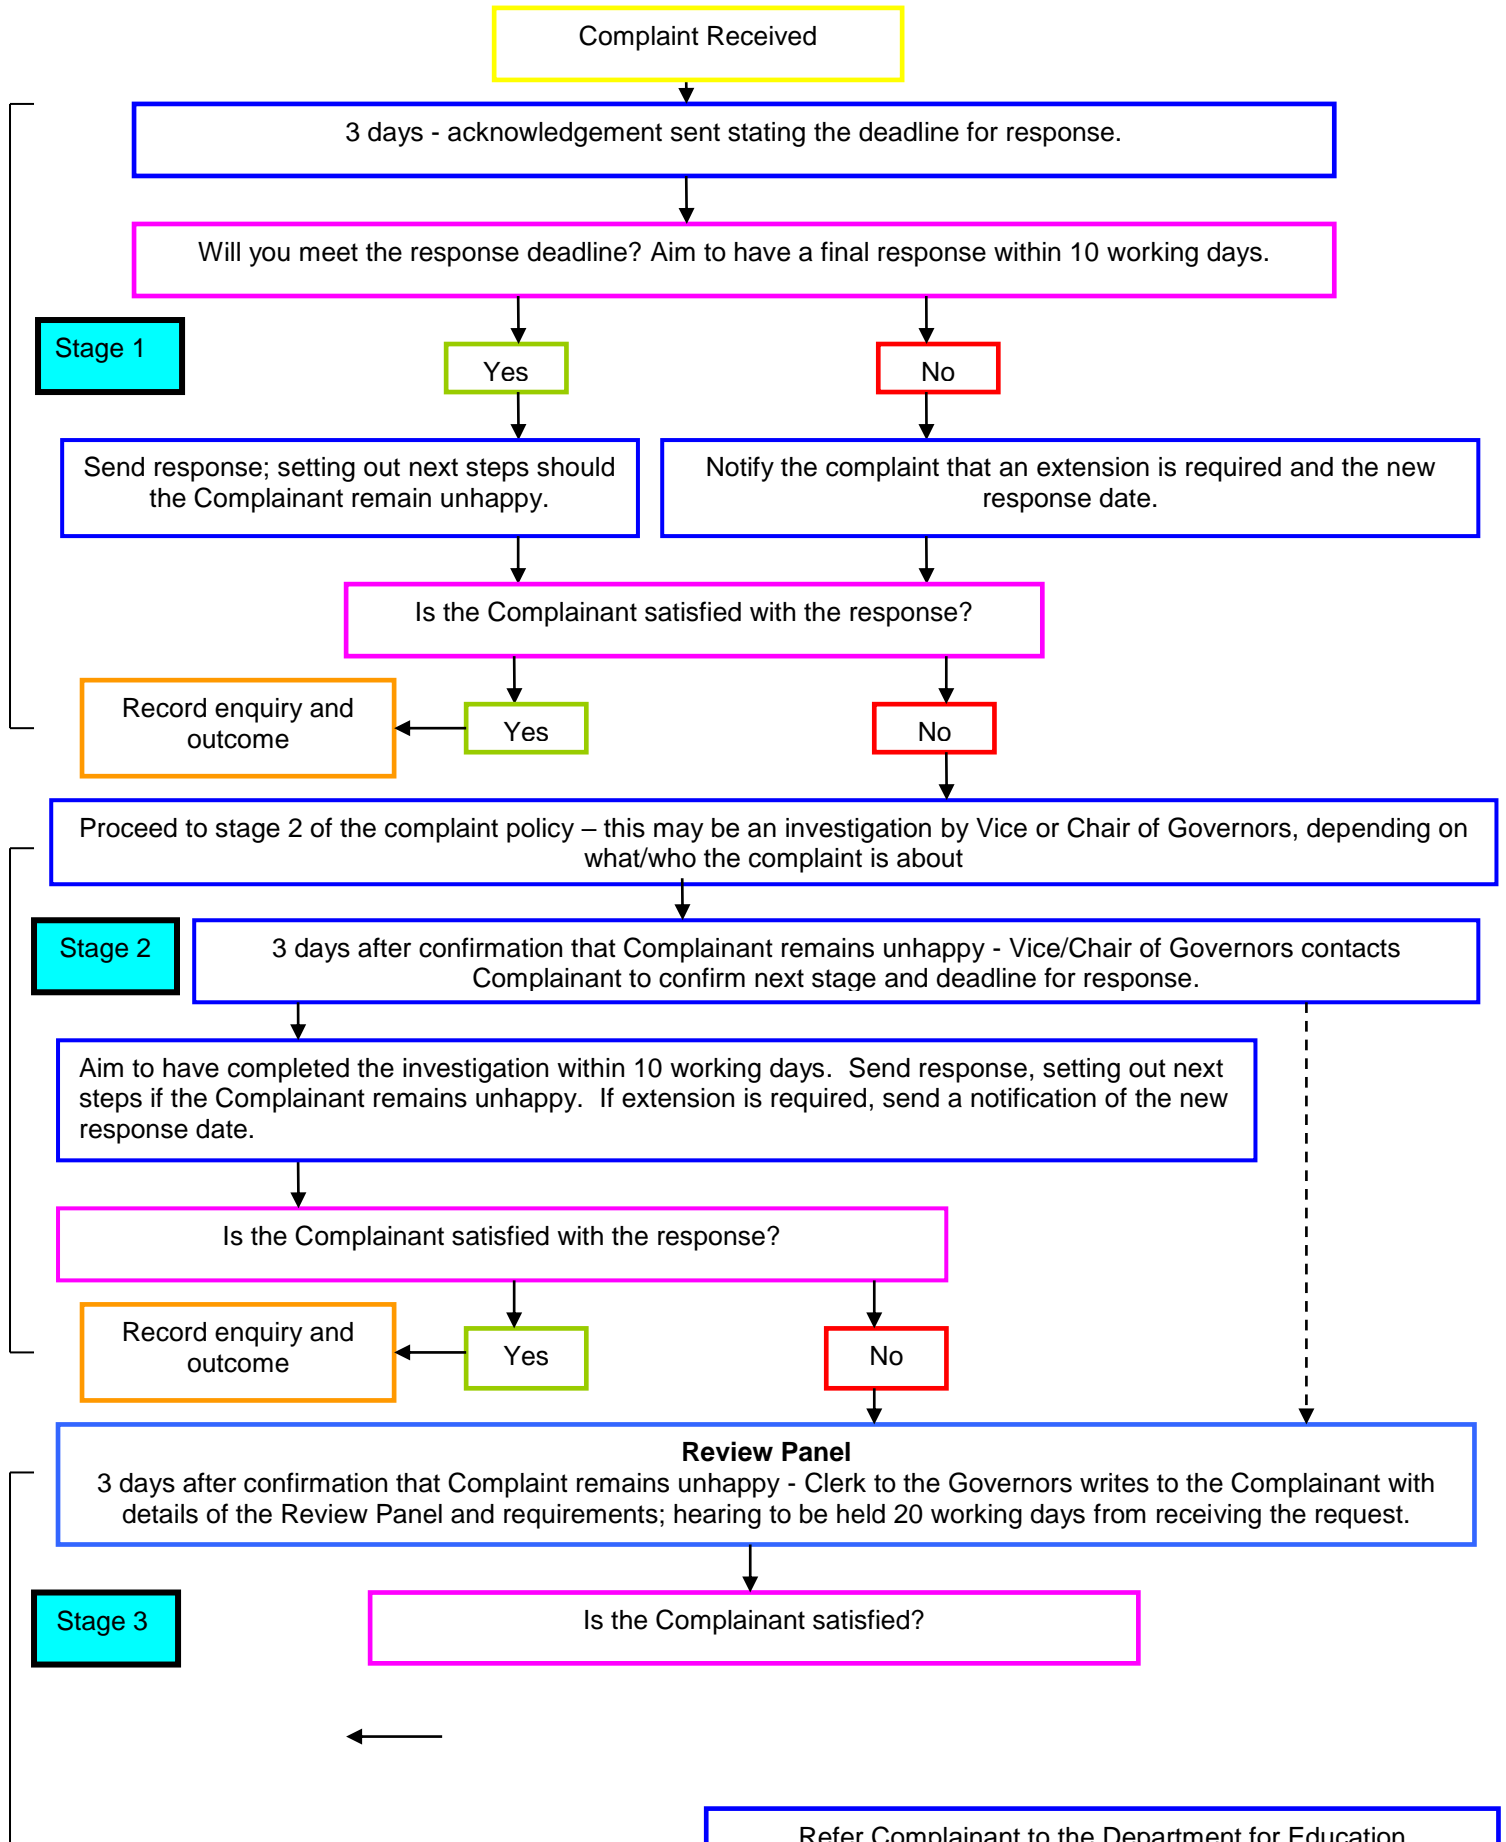 Complaint Received
3 days - acknowledgement sent stating the deadline for response.
Will you meet the response deadline? Aim to have a final response within 10 working days.
Stage 1
Yes
No
Send response; setting out next steps should
the Complainant remain unhappy.
Notify the complaint that an extension is required and the new
response date.
Is the Complainant satisfied with the response?
Record enquiry and
outcome
Yes
No
Proceed to stage 2 of the complaint policy – this may be an investigation by Vice or Chair of Governors, depending on
what/who the complaint is about
Stage 2
3 days after confirmation that Complainant remains unhappy - Vice/Chair of Governors contacts
Complainant to confirm next stage and deadline for response.
Aim to have completed the investigation within 10 working days.  Send response, setting out next
steps if the Complainant remains unhappy.  If extension is required, send a notification of the new
response date.
Is the Complainant satisfied with the response?
Record enquiry and
outcome
Yes
No
Review Panel
3 days after confirmation that Complaint remains unhappy - Clerk to the Governors writes to the Complainant with
details of the Review Panel and requirements; hearing to be held 20 working days from receiving the request.
Stage 3
Is the Complainant satisfied?
Refer Complainant to the Department for Education